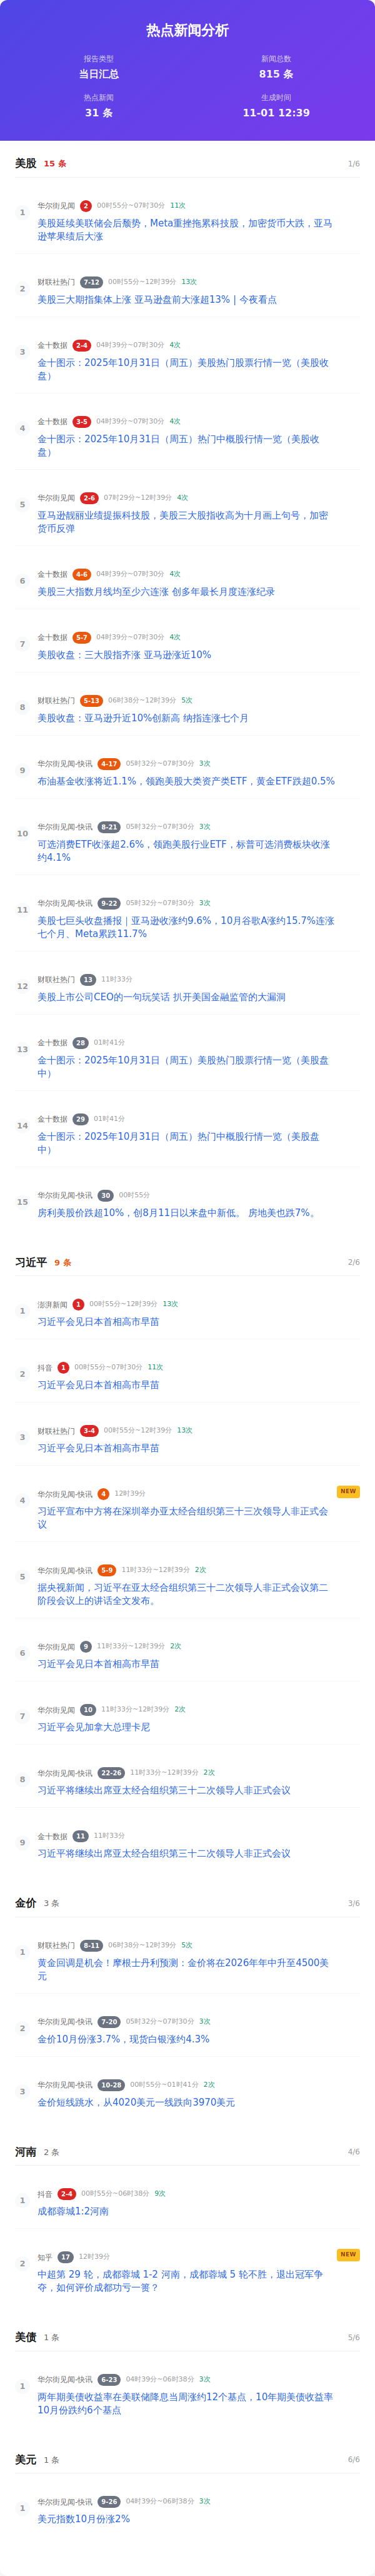 热点新闻分析
报告类型
当日汇总
新闻总数
815 条
热点新闻
31 条
生成时间
11-01 12:39
美股 15 条 1/6
1 华尔街见闻 2 00时55分~07时30分 11次
美股延续美联储会后颓势，Meta重挫拖累科技股，加密货币大跌，亚马
逊苹果绩后大涨
2 财联社热门 7-12 00时55分~12时39分 13次
美股三大期指集体上涨 亚马逊盘前大涨超13% | 今夜看点
3 金十数据 2-4 04时39分~07时30分 4次
金十图示：2025年10月31日（周五）美股热门股票行情一览（美股收
盘）
4 金十数据 3-5 04时39分~07时30分 4次
金十图示：2025年10月31日（周五）热门中概股行情一览（美股收
盘）
5 华尔街见闻 2-6 07时29分~12时39分 4次
亚马逊靓丽业绩提振科技股，美股三大股指收高为十月画上句号，加密
货币反弹
6 金十数据 4-6 04时39分~07时30分 4次
美股三大指数月线均至少六连涨 创多年最长月度连涨纪录
7 金十数据 5-7 04时39分~07时30分 4次
美股收盘：三大股指齐涨 亚马逊涨近10%
8 财联社热门 5-13 06时38分~12时39分 5次
美股收盘：亚马逊升近10%创新高 纳指连涨七个月
9 华尔街见闻-快讯 4-17 05时32分~07时30分 3次
布油基金收涨将近1.1%，领跑美股大类资产类ETF，黄金ETF跌超0.5%
10 华尔街见闻-快讯 8-21 05时32分~07时30分 3次
可选消费ETF收涨超2.6%，领跑美股行业ETF，标普可选消费板块收涨
约4.1%
11 华尔街见闻-快讯 9-22 05时32分~07时30分 3次
美股七巨头收盘播报｜亚马逊收涨约9.6%，10月谷歌A涨约15.7%连涨
七个月、Meta累跌11.7%
12 财联社热门 13 11时33分
美股上市公司CEO的一句玩笑话 扒开美国金融监管的大漏洞
13 金十数据 28 01时41分
金十图示：2025年10月31日（周五）美股热门股票行情一览（美股盘
中）
14 金十数据 29 01时41分
金十图示：2025年10月31日（周五）热门中概股行情一览（美股盘
中）
15 华尔街见闻-快讯 30 00时55分
房利美股价跌超10%，创8月11日以来盘中新低。 房地美也跌7%。
习近平 9 条 2/6
1 澎湃新闻 1 00时55分~12时39分 13次
习近平会见日本首相高市早苗
2 抖音 1 00时55分~07时30分 11次
习近平会见日本首相高市早苗
3 财联社热门 3-4 00时55分~12时39分 13次
习近平会见日本首相高市早苗
4 华尔街见闻-快讯 4 12时39分 NEW
习近平宣布中方将在深圳举办亚太经合组织第三十三次领导人非正式会
议
5 华尔街见闻-快讯 5-9 11时33分~12时39分 2次
据央视新闻，习近平在亚太经合组织第三十二次领导人非正式会议第二
阶段会议上的讲话全文发布。
6 华尔街见闻 9 11时33分~12时39分 2次
习近平会见日本首相高市早苗
7 华尔街见闻 10 11时33分~12时39分 2次
习近平会见加拿大总理卡尼
8 华尔街见闻-快讯 22-26 11时33分~12时39分 2次
习近平将继续出席亚太经合组织第三十二次领导人非正式会议
9 金十数据 11 11时33分
习近平将继续出席亚太经合组织第三十二次领导人非正式会议
金价 3 条 3/6
1 财联社热门 8-11 06时38分~12时39分 5次
黄金回调是机会！摩根士丹利预测：金价将在2026年年中升至4500美
元
2 华尔街见闻-快讯 7-20 05时32分~07时30分 3次
金价10月份涨3.7%，现货白银涨约4.3%
3 华尔街见闻-快讯 10-28 00时55分~01时41分 2次
金价短线跳水，从4020美元一线跌向3970美元
河南 2 条 4/6
1 抖音 2-4 00时55分~06时38分 9次
成都蓉城1:2河南
2 知乎 17 12时39分 NEW
中超第 29 轮，成都蓉城 1-2 河南，成都蓉城 5 轮不胜，退出冠军争
夺，如何评价成都功亏一篑？
美债 1 条 5/6
1 华尔街见闻-快讯 6-23 04时39分~06时38分 3次
两年期美债收益率在美联储降息当周涨约12个基点，10年期美债收益率
10月份跌约6个基点
美元 1 条 6/6
1 华尔街见闻-快讯 9-26 04时39分~06时38分 3次
美元指数10月份涨2%